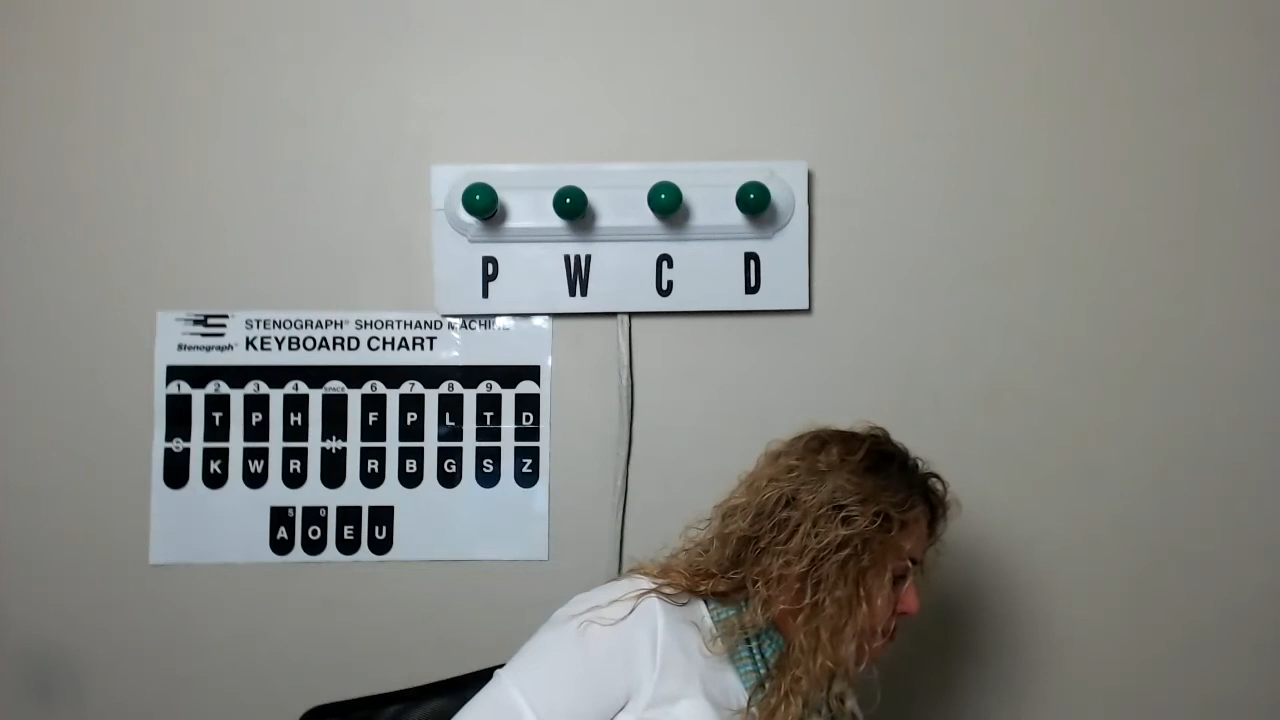 P W C D
Stenograph®
STENOGRAPH® SHORTHAND MACHINE
KEYBOARD CHART
1 2 3 4 SPACE 6 7 8 9
S T P H * F P L T D
K W R R B G S Z
5 0
A O E U